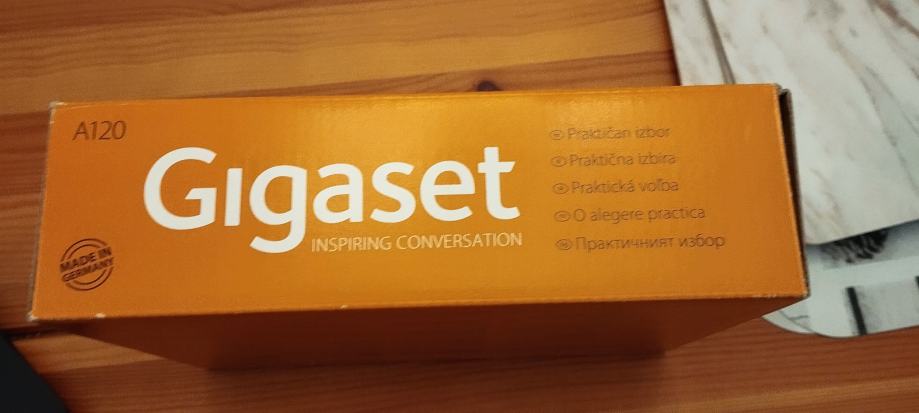 A120
Gigaset
INSPIRING CONVERSATION
MADE IN
GERMANY
Praktičan izbor
Praktična izbira
Praktická voľba
O alegere practica
Практичният избор